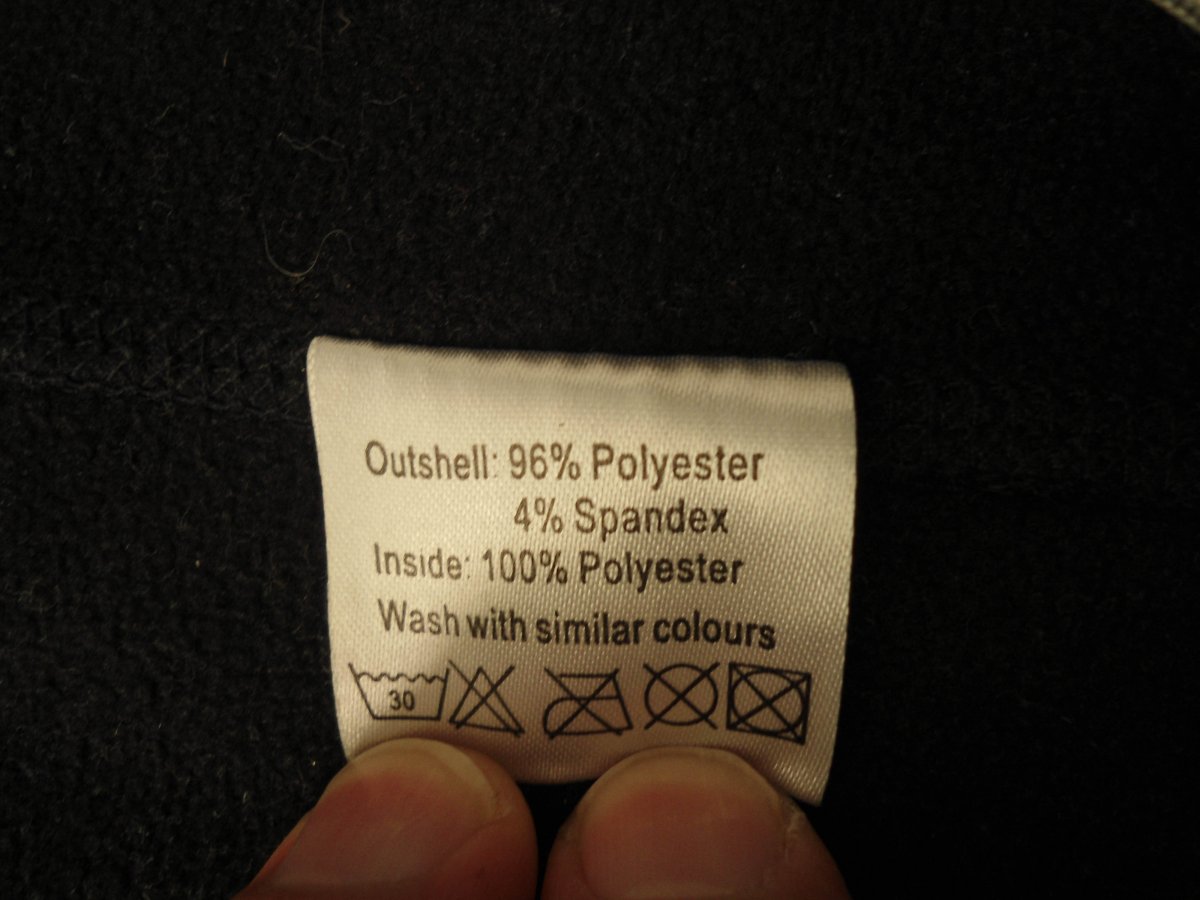 Outshell: 96% Polyester
4% Spandex
Inside: 100% Polyester
Wash with similar colours
30